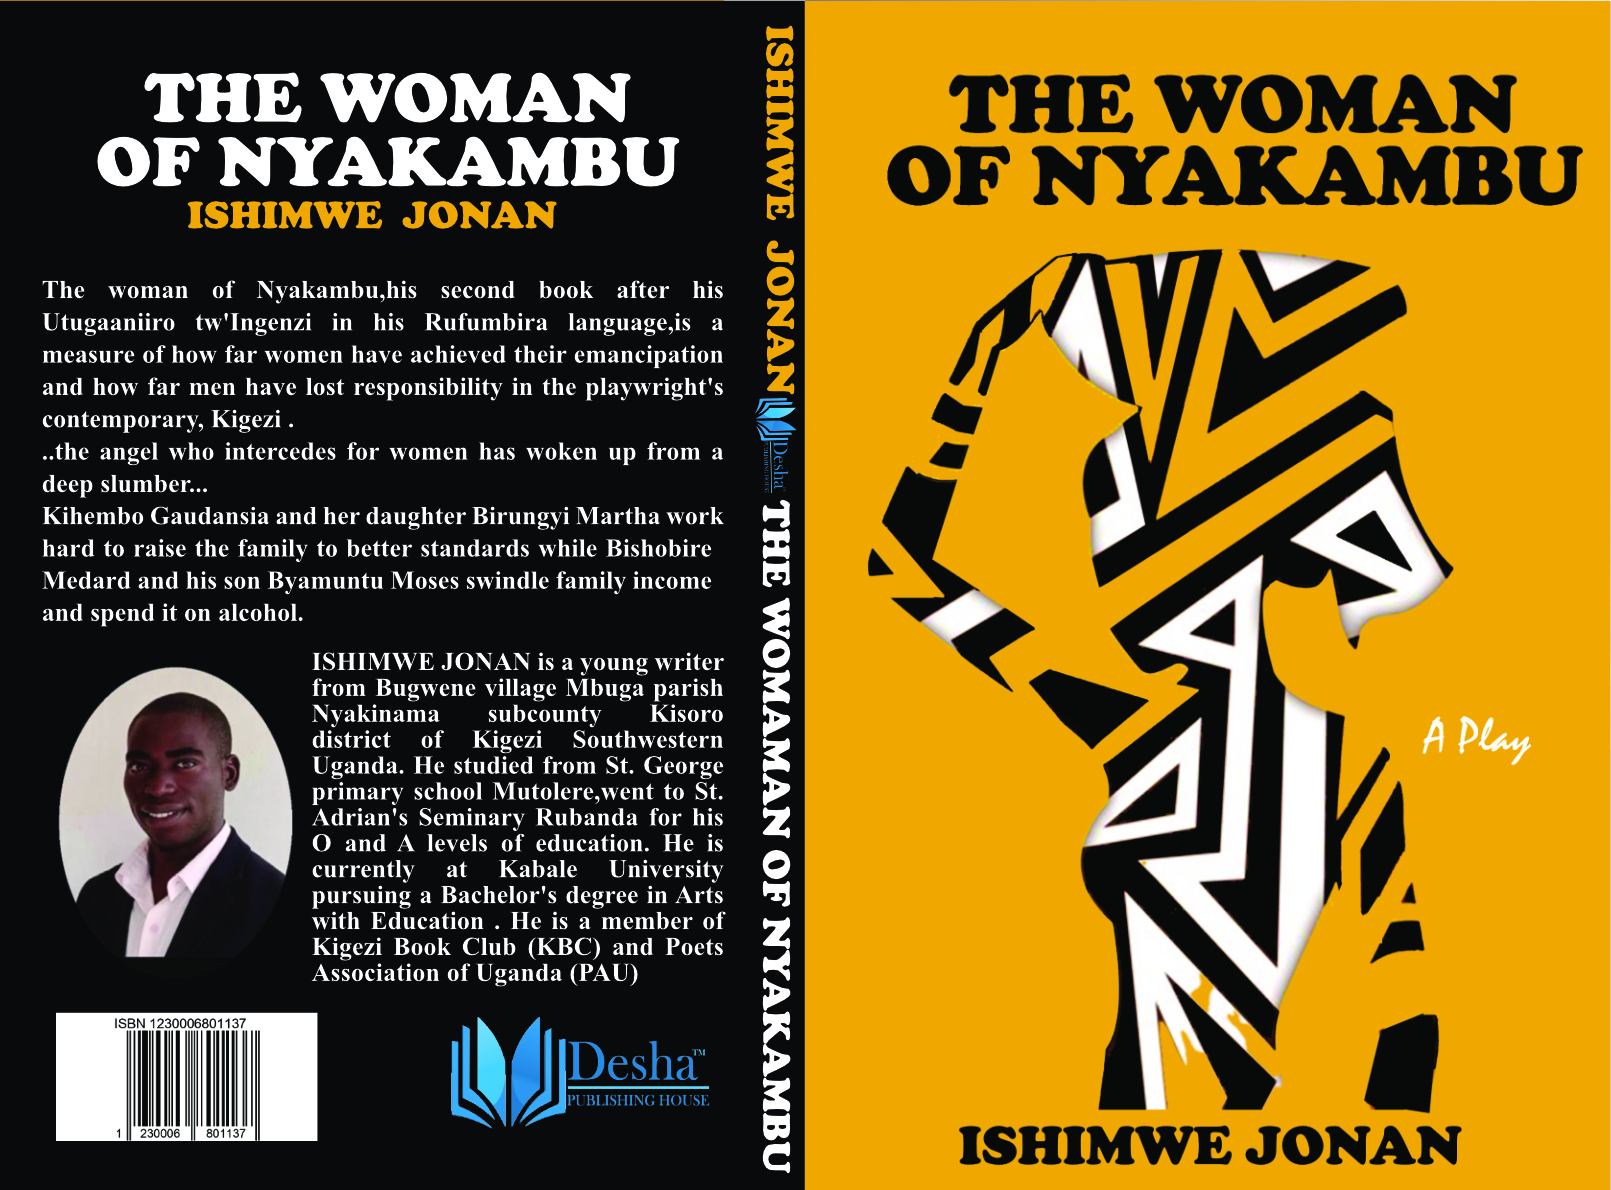 THE WOMAN
OF NYAKAMBU
ISHIMWE JONAN
The woman of Nyakambu,his second book after his
Utugaaniiro tw'Ingenzi in his Rufumbira language,is a
measure of how far women have achieved their emancipation
and how far men have lost responsibility in the playwright's
contemporary, Kigezi .
..the angel who intercedes for women has woken up from a
deep slumber...
Kihembo Gaudansia and her daughter Birungyi Martha work
hard to raise the family to better standards while Bishobire
Medard and his son Byamuntu Moses swindle family income
and spend it on alcohol.
ISHIMWE JONAN is a young writer
from Bugwene village Mbuga parish
Nyakinama subcounty Kisoro
district of Kigezi Southwestern
Uganda. He studied from St. George
primary school Mutolere,went to St.
Adrian's Seminary Rubanda for his
O and A levels of education. He is
currently at Kabale University
pursuing a Bachelor's degree in Arts
with Education . He is a member of
Kigezi Book Club (KBC) and Poets
Association of Uganda (PAU)
ISBN 1230006801137
1 230006 801137
Desha™
PUBLISHING HOUSE
ISHIMWE JONAN
Desha
PUBLISHING HOUSE
THE WOMAMAN OF NYAKAMBU
THE WOMAN
OF NYAKAMBU
A Play
ISHIMWE JONAN